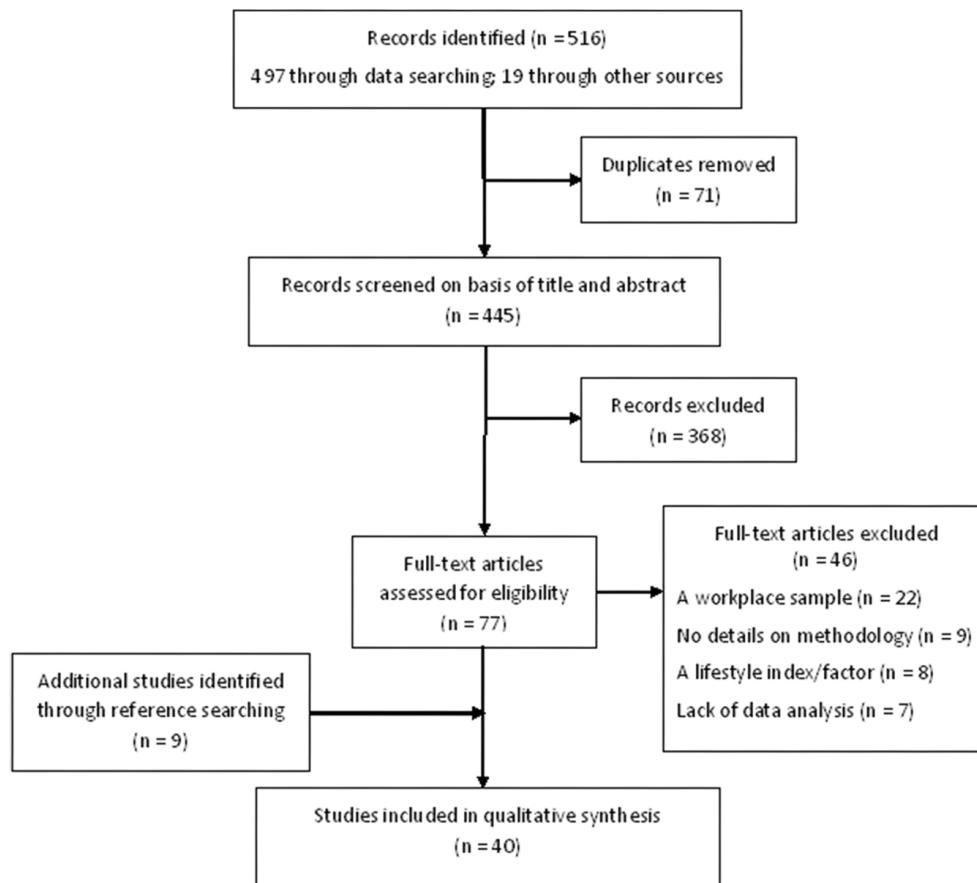 Records identified (n = 516)
497 through data searching; 19 through other sources
Duplicates removed
(n = 71)
Records screened on basis of title and abstract
(n = 445)
Records excluded
(n = 368)
Full-text articles
assessed for eligibility
(n = 77)
Full-text articles excluded
(n = 46)
A workplace sample (n = 22)
No details on methodology (n = 9)
A lifestyle index/factor (n = 8)
Lack of data analysis (n = 7)
Additional studies identified
through reference searching
(n = 9)
Studies included in qualitative synthesis
(n = 40)